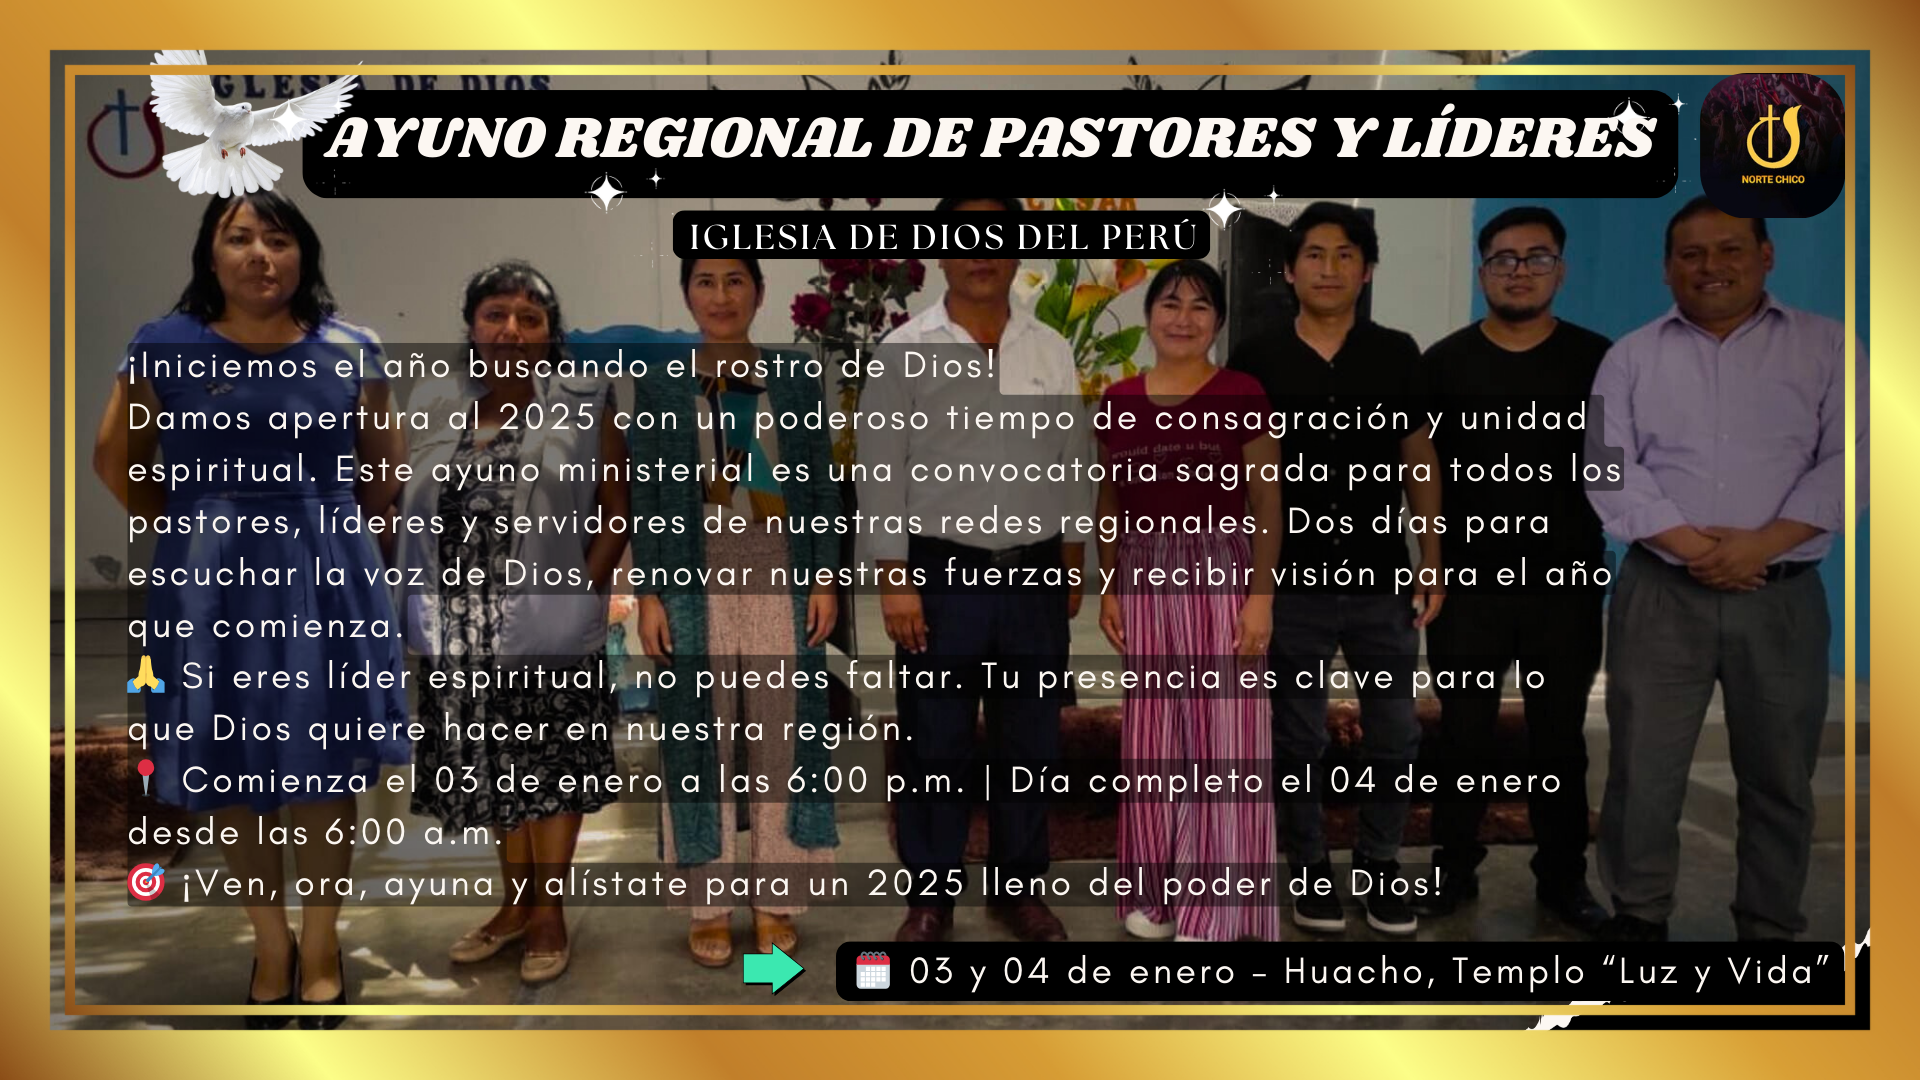 IGLESIA DE DIOS
AYUNO REGIONAL DE PASTORES Y LÍDERES
NORTE CHICO
IGLESIA DE DIOS DEL PERÚ
¡Iniciemos el año buscando el rostro de Dios!
Damos apertura al 2025 con un poderoso tiempo de consagración y unidad
espiritual. Este ayuno ministerial es una convocatoria sagrada para todos los
pastores, líderes y servidores de nuestras redes regionales. Dos días para
escuchar la voz de Dios, renovar nuestras fuerzas y recibir visión para el año
que comienza.
🙏 Si eres líder espiritual, no puedes faltar. Tu presencia es clave para lo
que Dios quiere hacer en nuestra región.
📍 Comienza el 03 de enero a las 6:00 p.m. | Día completo el 04 de enero
desde las 6:00 a.m.
🎯 ¡Ven, ora, ayuna y alístate para un 2025 lleno del poder de Dios!
🗓️ 03 y 04 de enero – Huacho, Templo “Luz y Vida”